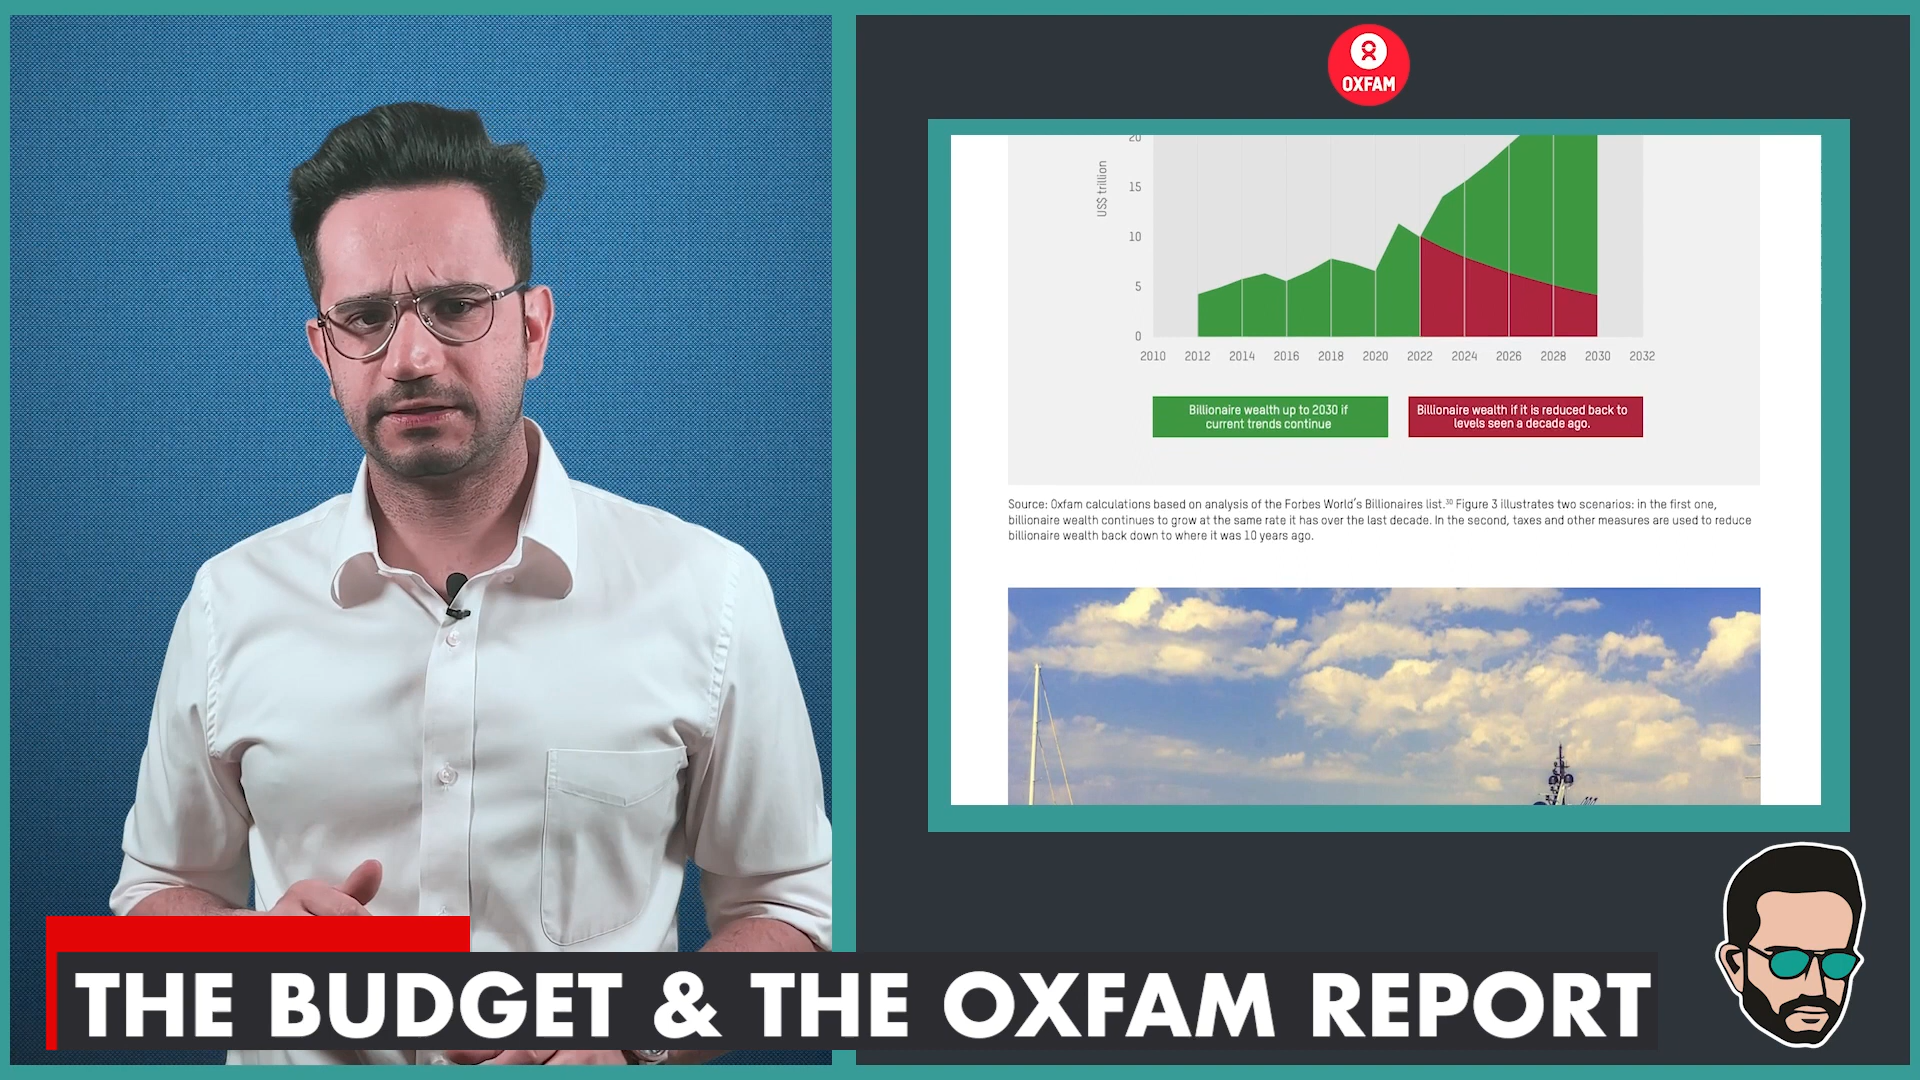 OXFAM
20
US$ trillion
15
10
5
0
2010 2012 2014 2016 2018 2020 2022 2024 2026 2028 2030 2032
Billionaire wealth up to 2030 if
current trends continue
Billionaire wealth if it is reduced back to
levels seen a decade ago.
Source: Oxfam calculations based on analysis of the Forbes World's Billionaires list.³⁰ Figure 3 illustrates two scenarios: in the first one,
billionaire wealth continues to grow at the same rate it has over the last decade. In the second, taxes and other measures are used to reduce
billionaire wealth back down to where it was 10 years ago.
THE BUDGET & THE OXFAM REPORT